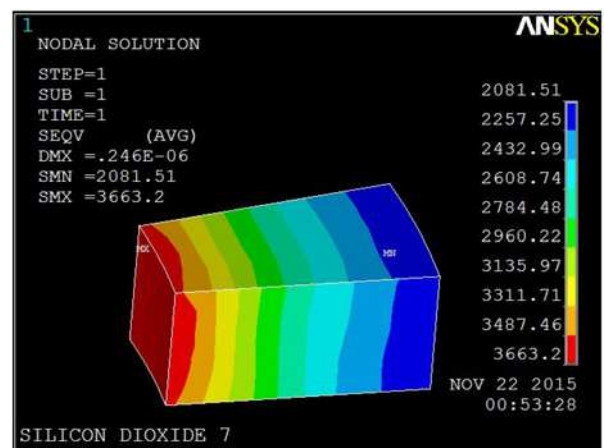 1
ANSYS
NODAL SOLUTION
STEP=1
SUB =1
TIME=1
SEQV (AVG)
DMX =.246E-06
SMN =2081.51
SMX =3663.2
MX
MN
2081.51
2257.25
2432.99
2608.74
2784.48
2960.22
3135.97
3311.71
3487.46
3663.2
NOV 22 2015
00:53:28
SILICON DIOXIDE 7